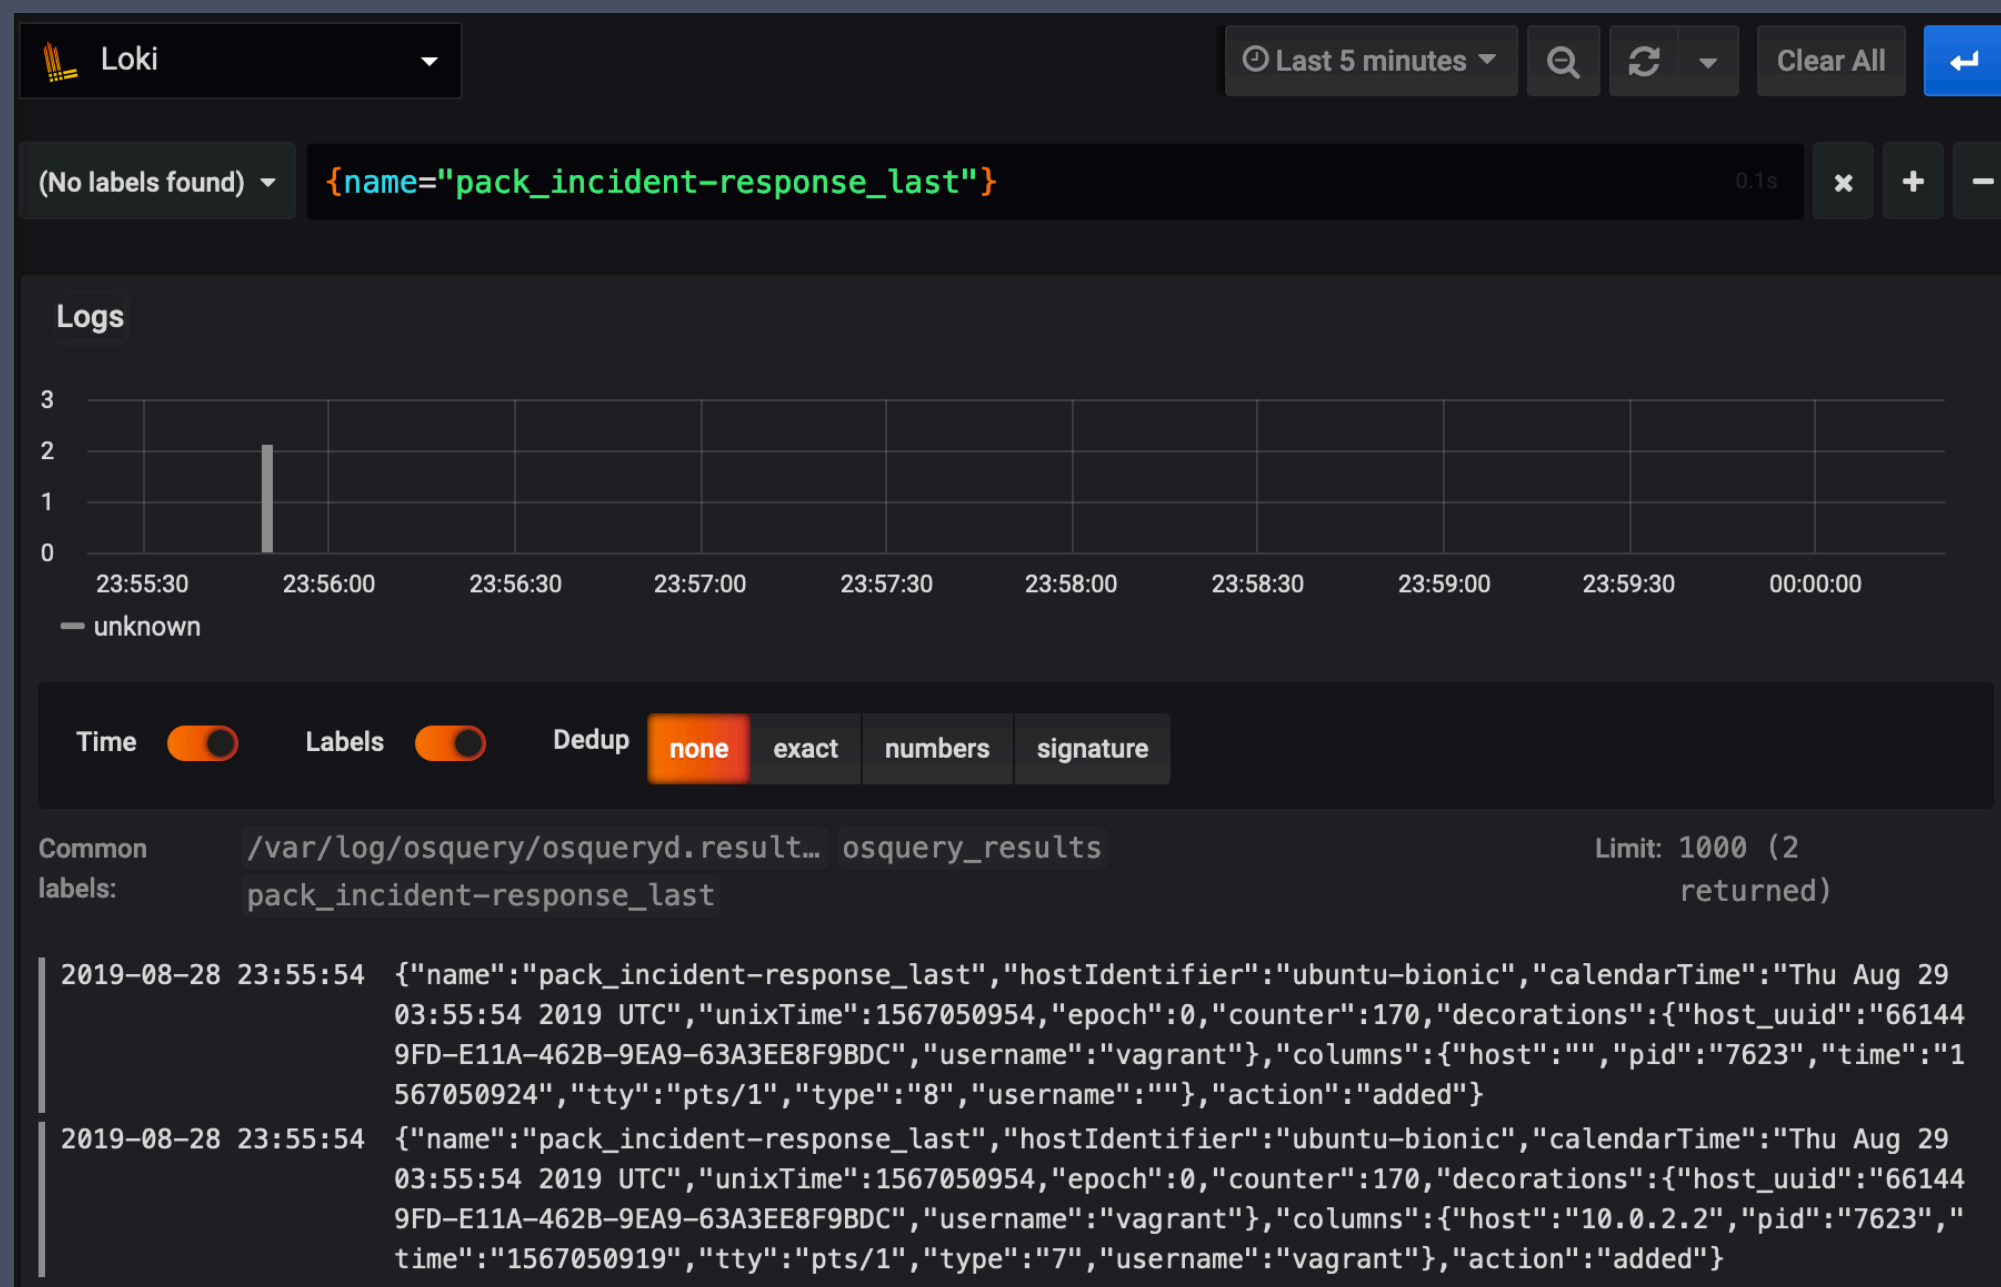 Loki
Last 5 minutes
Clear All
(No labels found)
{name="pack_incident-response_last"}
0.1s
Logs
3
2
1
0
23:55:30 23:56:00 23:56:30 23:57:00 23:57:30 23:58:00 23:58:30 23:59:00 23:59:30 00:00:00
unknown
Time Labels Dedup none exact numbers signature
Common labels: /var/log/osquery/osqueryd.result… osquery_results
pack_incident-response_last
Limit: 1000 (2
returned)
2019-08-28 23:55:54 {"name":"pack_incident-response_last","hostIdentifier":"ubuntu-bionic","calendarTime":"Thu Aug 29
03:55:54 2019 UTC","unixTime":1567050954,"epoch":0,"counter":170,"decorations":{"host_uuid":"66144
9FD-E11A-462B-9EA9-63A3EE8F9BDC","username":"vagrant"},"columns":{"host":"","pid":"7623","time":"1
567050924","tty":"pts/1","type":"8","username":""},"action":"added"}
2019-08-28 23:55:54 {"name":"pack_incident-response_last","hostIdentifier":"ubuntu-bionic","calendarTime":"Thu Aug 29
03:55:54 2019 UTC","unixTime":1567050954,"epoch":0,"counter":170,"decorations":{"host_uuid":"66144
9FD-E11A-462B-9EA9-63A3EE8F9BDC","username":"vagrant"},"columns":{"host":"10.0.2.2","pid":"7623","
time":"1567050919","tty":"pts/1","type":"7","username":"vagrant"},"action":"added"}